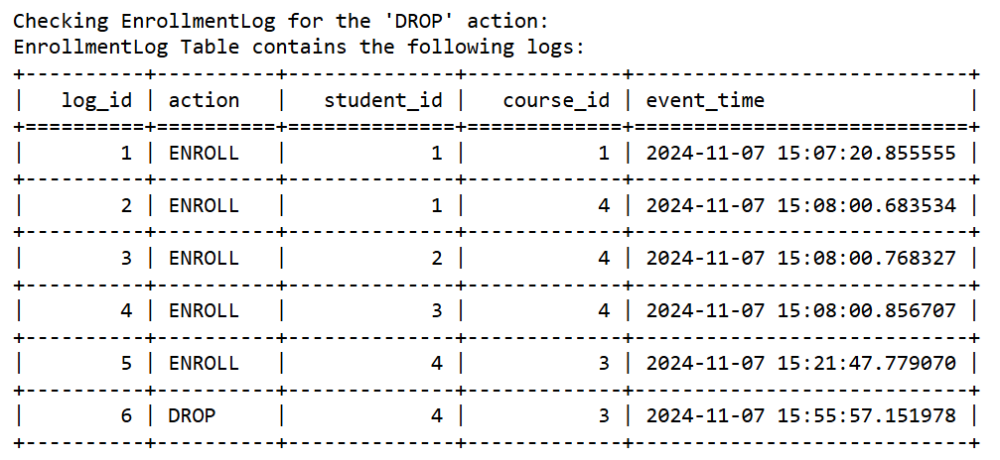 Checking EnrollmentLog for the 'DROP' action:
EnrollmentLog Table contains the following logs:
+----------+----------+--------------+-------------+----------------------------+
|   log_id | action   |   student_id |   course_id | event_time                 |
+==========+==========+==============+=============+============================+
|        1 | ENROLL   |            1 |           1 | 2024-11-07 15:07:20.855555 |
+----------+----------+--------------+-------------+----------------------------+
|        2 | ENROLL   |            1 |           4 | 2024-11-07 15:08:00.683534 |
+----------+----------+--------------+-------------+----------------------------+
|        3 | ENROLL   |            2 |           4 | 2024-11-07 15:08:00.768327 |
+----------+----------+--------------+-------------+----------------------------+
|        4 | ENROLL   |            3 |           4 | 2024-11-07 15:08:00.856707 |
+----------+----------+--------------+-------------+----------------------------+
|        5 | ENROLL   |            4 |           3 | 2024-11-07 15:21:47.779070 |
+----------+----------+--------------+-------------+----------------------------+
|        6 | DROP     |            4 |           3 | 2024-11-07 15:55:57.151978 |
+----------+----------+--------------+-------------+----------------------------+